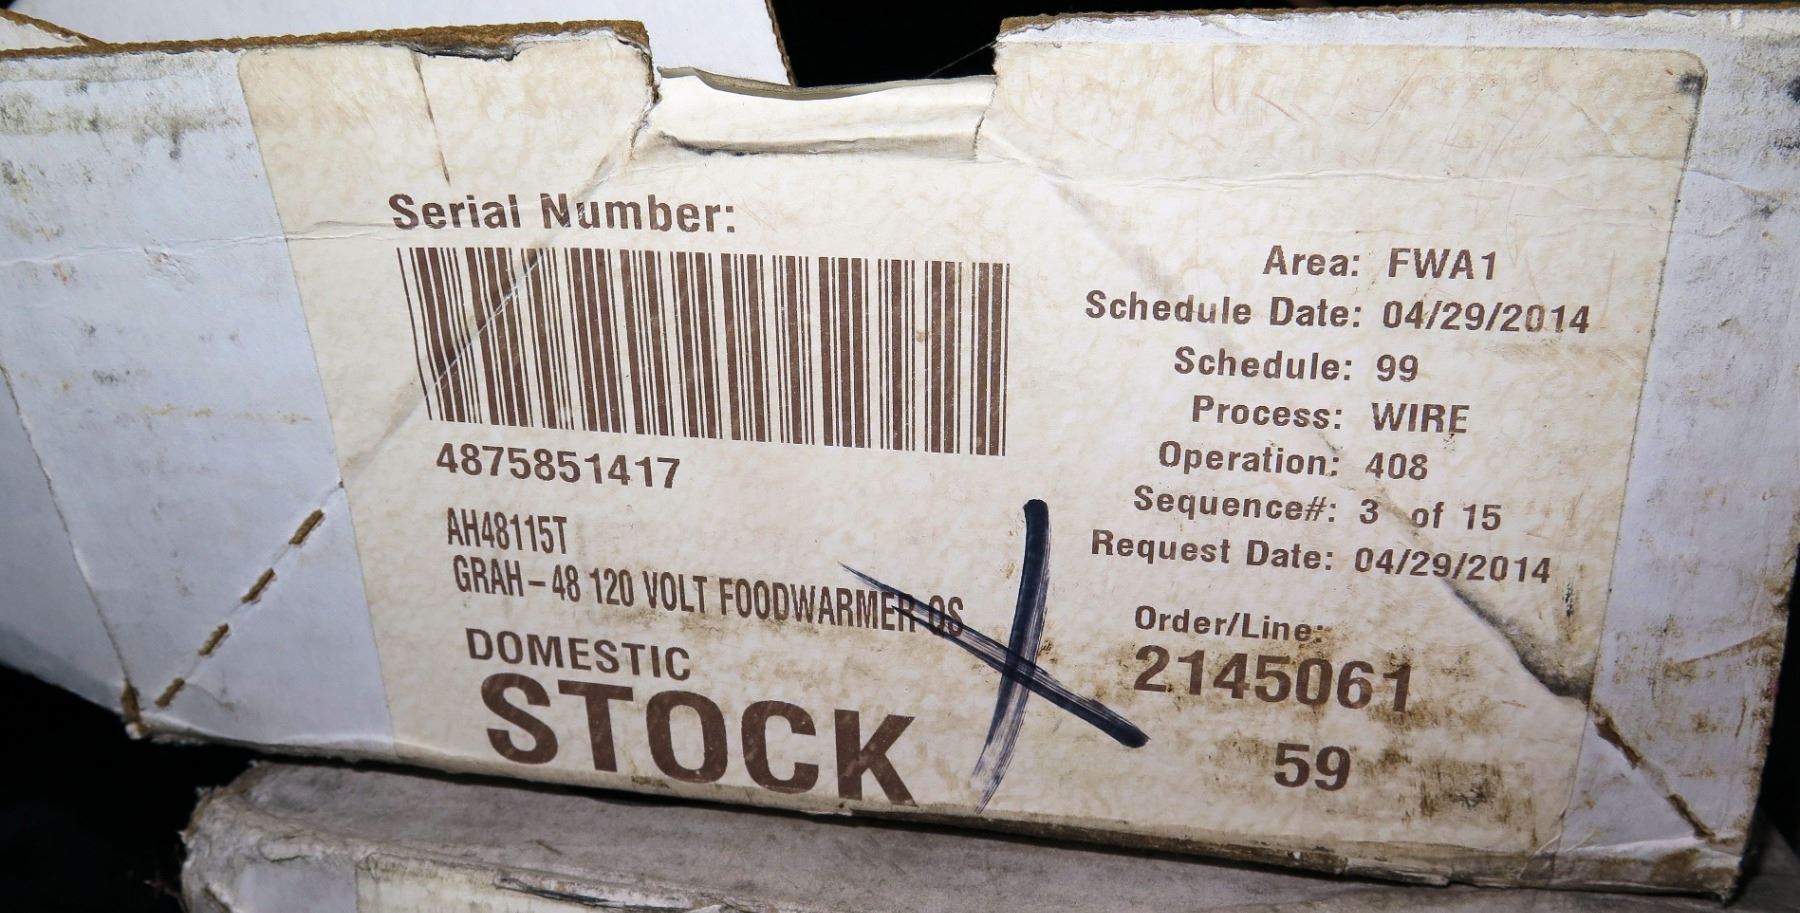 Serial Number:
4875851417
AH48115T
GRAH-48 120 VOLT FOODWARMER QS
DOMESTIC
STOCK
Area: FWA1
Schedule Date: 04/29/2014
Schedule: 99
Process: WIRE
Operation: 408
Sequence#: 3 of 15
Request Date: 04/29/2014
Order/Line:
2145061
59